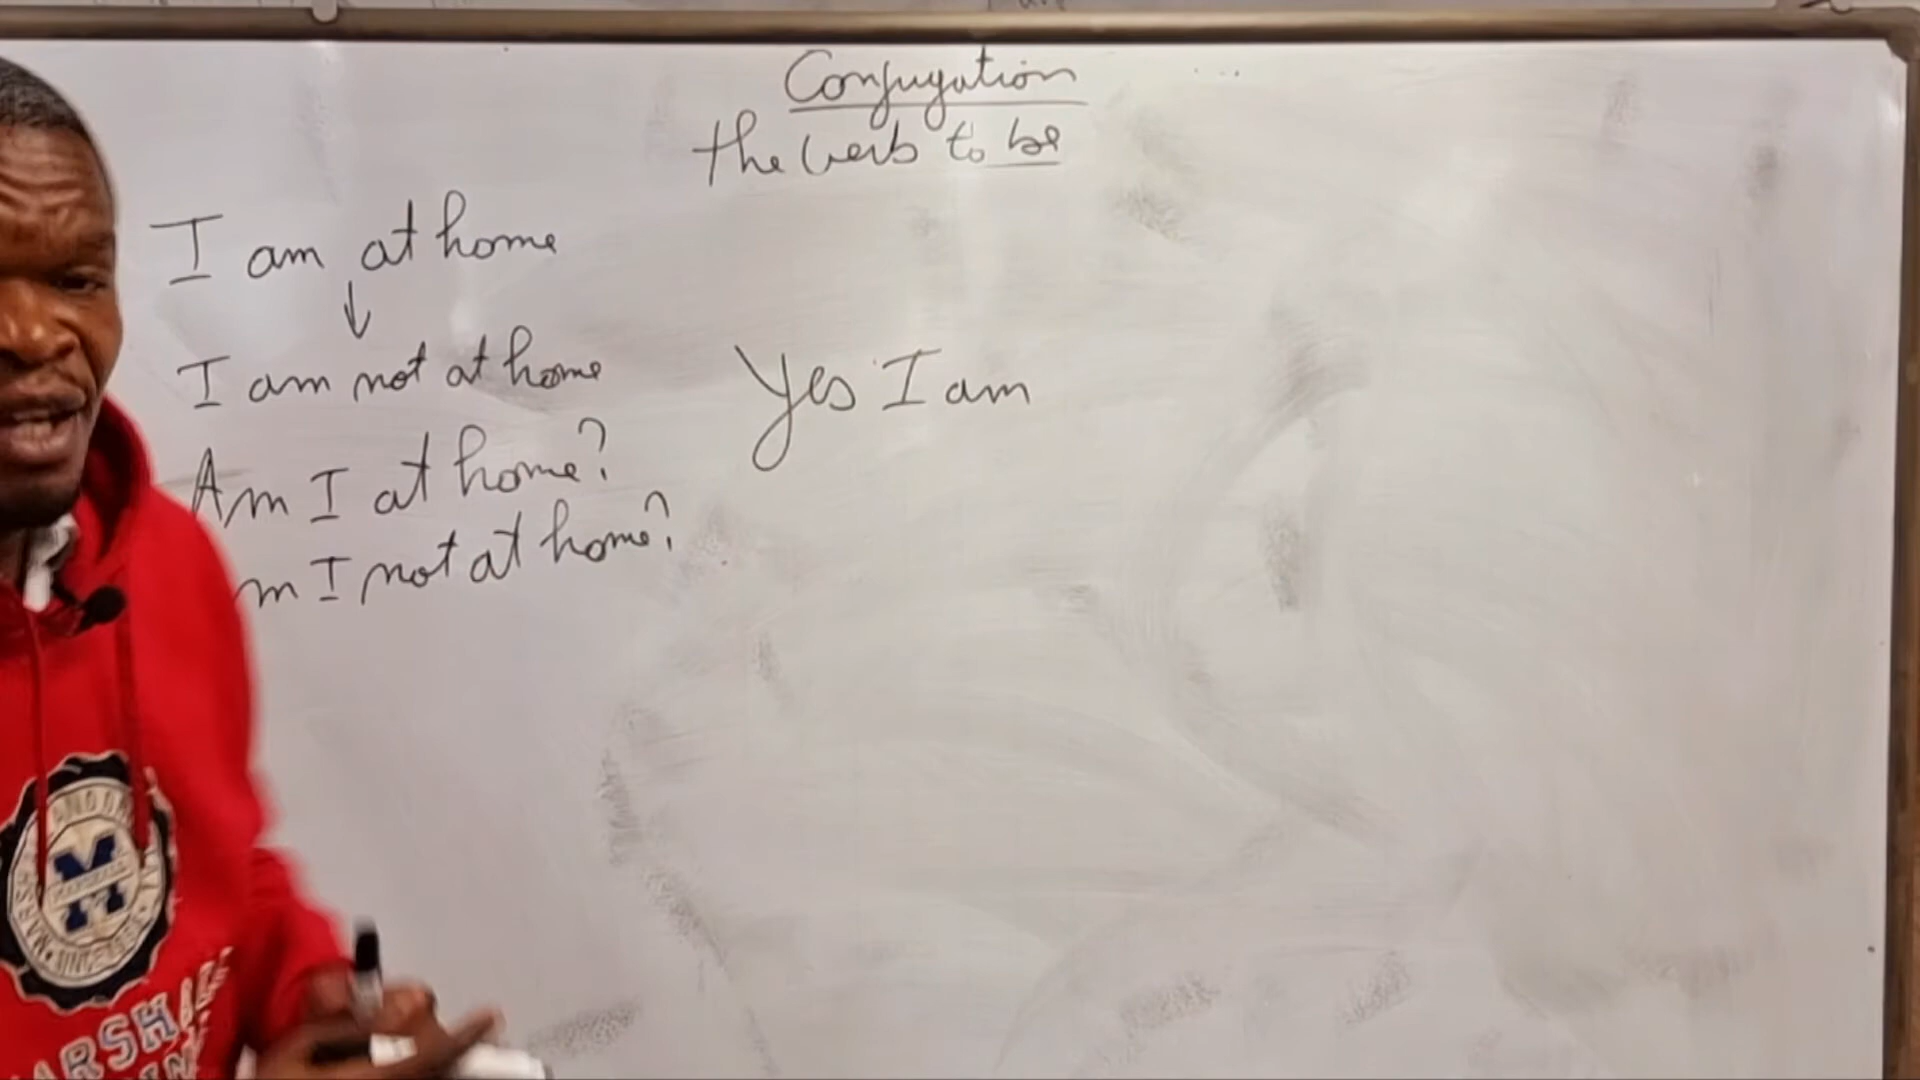 Conjugation
the verb to be
I am at home
I am not at home
Yes I am
Am I at home?
m I not at home?
M
ARSHA